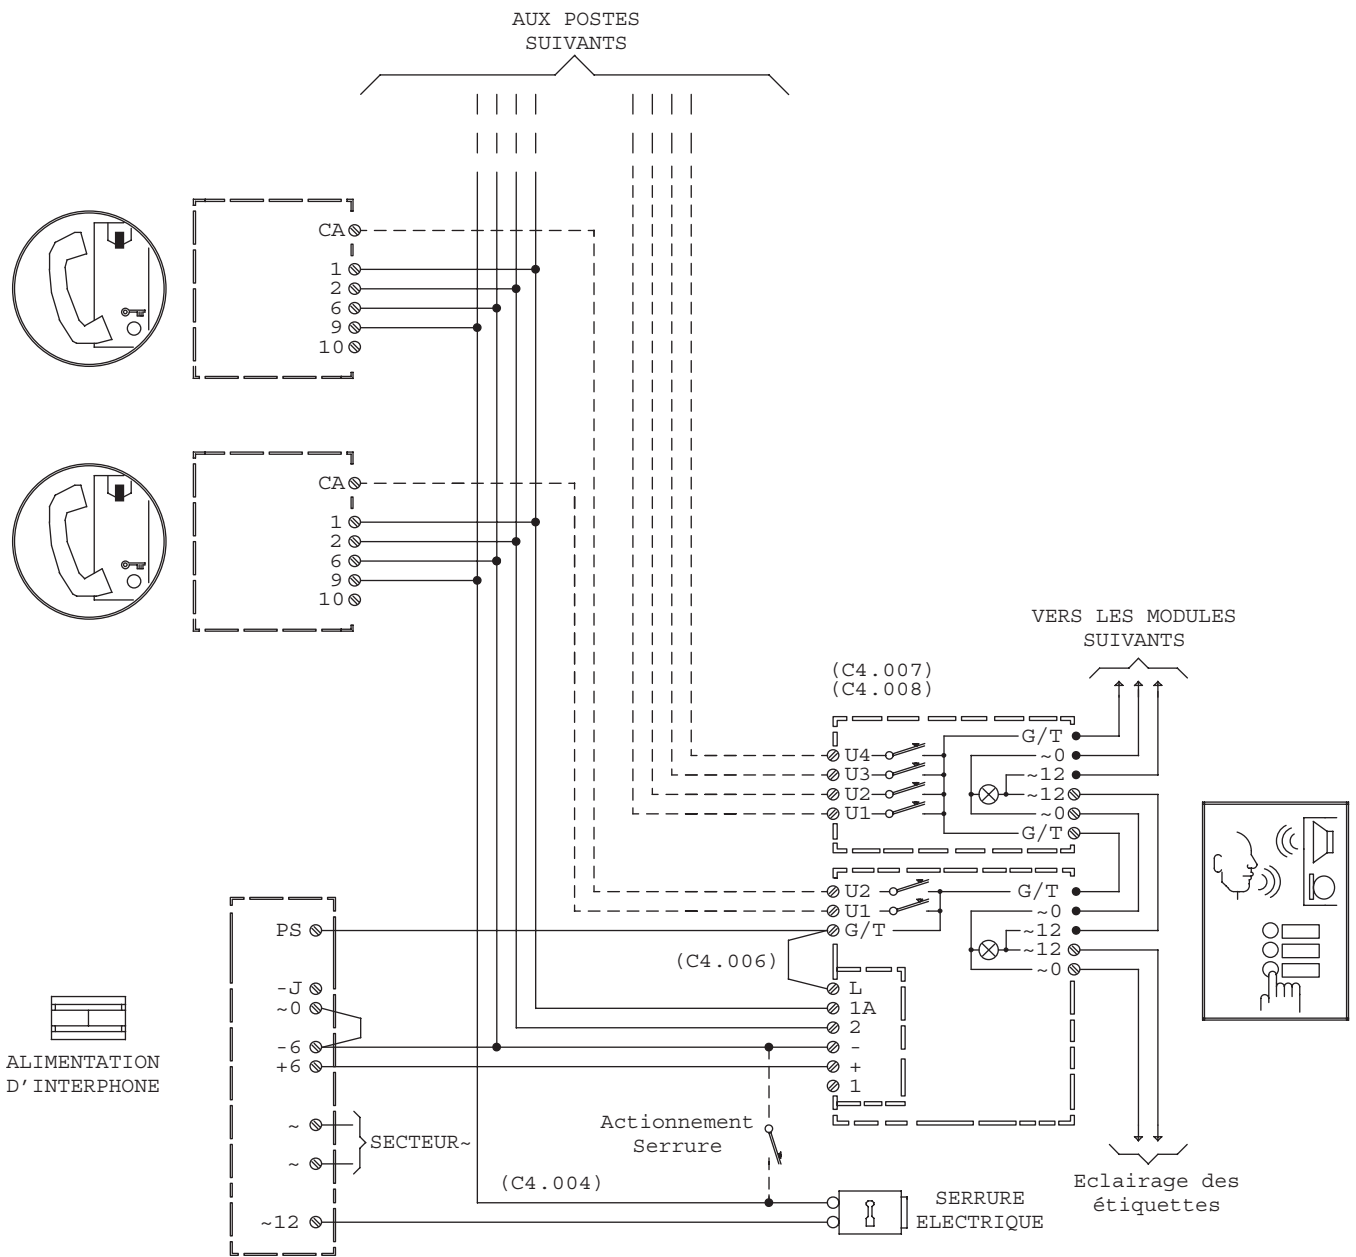 AUX POSTES
SUIVANTS
CA
1
2
6
9
10
CA
1
2
6
9
10
VERS LES MODULES
SUIVANTS
(C4.007)
(C4.008)
G/T
U4
~0
U3
~12
U2
~12
U1
~0
G/T
U2
G/T
U1
~0
G/T
~12
~12
~0
(C4.006)
L
1A
2
-
+
1
PS
-J
~0
-6
+6
~
~
~12
ALIMENTATION
D'INTERPHONE
SECTEUR~
Actionnement
Serrure
(C4.004)
SERRURE
ELECTRIQUE
Eclairage des
étiquettes